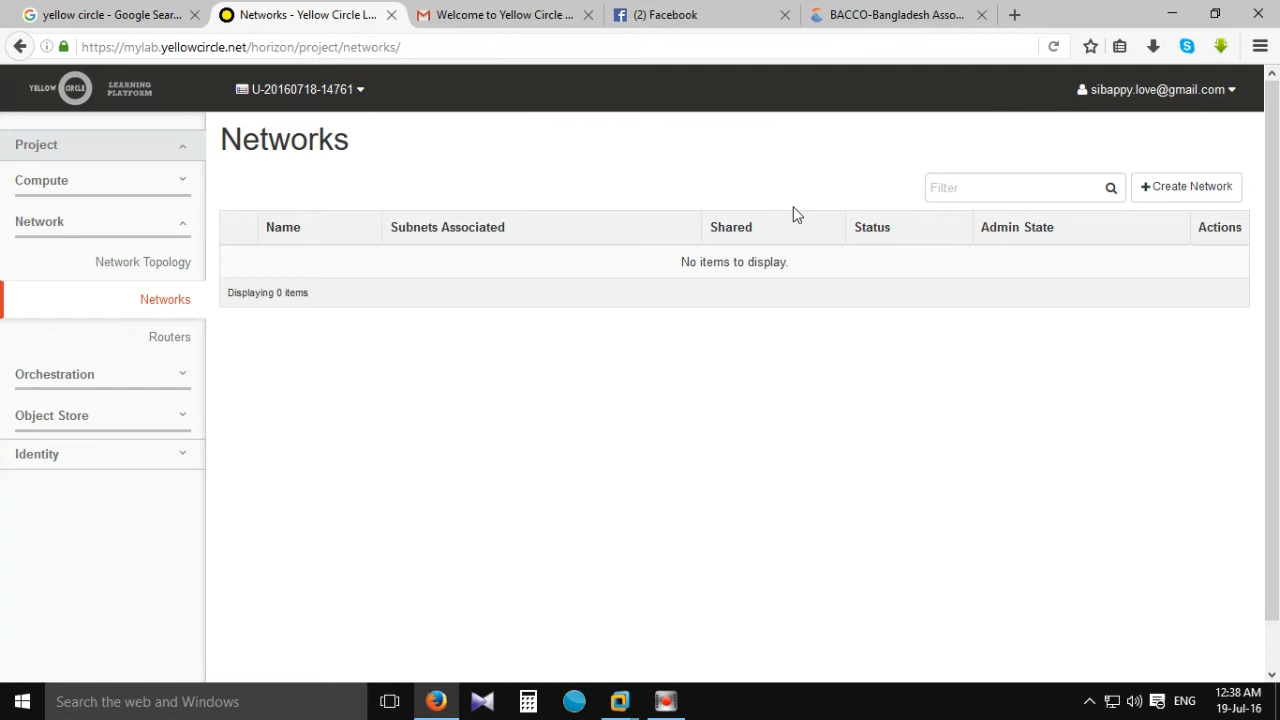 yellow circle - Google Sear...
Networks - Yellow Circle L...
Welcome to Yellow Circle ...
(2) Facebook
BACCO-Bangladesh Asso...
https://mylab.yellowcircle.net/horizon/project/networks/
YELLOW CIRCLE LEARNING PLATFORM
U-20160718-14761
sibappy.love@gmail.com
Project
Compute
Network
Network Topology
Networks
Routers
Orchestration
Object Store
Identity
Networks
Filter
Create Network
Name Subnets Associated Shared Status Admin State Actions
No items to display.
Displaying 0 items
Search the web and Windows
ENG
12:38 AM
19-Jul-16